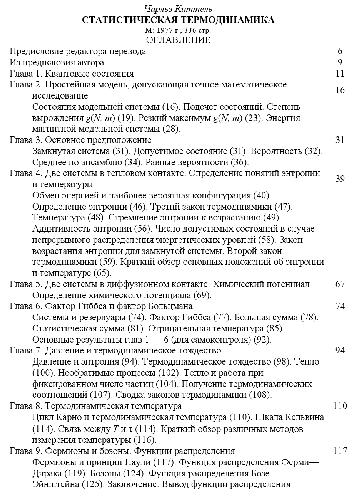 Чарльз Киттель
СТАТИСТИЧЕСКАЯ ТЕРМОДИНАМИКА
М: 1977 г., 336 стр.
ОГЛАВЛЕНИЕ
Предисловие редактора перевода 6
Из предисловия автора 9
Глава 1. Квантовые состояния 11
Глава 2. Простейшая модель, допускающая точное математическое исследование 16
Состояния модельной системы (16). Подсчет состояний. Степень
вырождения g(N, m) (19). Резкий максимум g(N, m) (23). Энергия
магнитной модельной системы (28).
Глава 3. Основное предположение 31
Замкнутая система (31). Допустимое состояние (31). Вероятность (32).
Среднее по ансамблю (34). Равные вероятности (36).
Глава 4. Две системы в тепловом контакте. Определение понятий энтропии
и температуры 39
Обмен энергией и наиболее вероятная конфигурация (40).
Определение энтропии (46). Третий закон термодинамики (47).
Температура (48). Стремление энтропии к возрастанию (49).
Аддитивность энтропии (56). Число допустимых состояний в случае
непрерывного распределения энергетических уровней (58). Закон
возрастания энтропии для замкнутой системы. Второй закон
термодинамики (59). Краткий обзор основных положений об энтропии
и температуре (65).
Глава 5. Две системы в диффузионном контакте. Химический потенциал 67
Определение химического потенциала (69).
Глава 6. Фактор Гиббса и фактор Больцмана 74
Системы и резервуары (74). Фактор Гиббса (77). Большая сумма (78).
Статистическая сумма (81). Отрицательная температура (85).
Основные результаты глав 1 — 6 (для самоконтроля) (92).
Глава 7. Давление и термодинамическое тождество 94
Давление и энтропия (94). Термодинамическое тождество (98). Тепло
(100). Необратимые процессы (102). Тепло и работа при
фиксированном числе частиц (104). Получение термодинамических
соотношений (107). Сводка законов термодинамики (108).
Глава 8. Термодинамическая температура 110
Цикл Карно и термодинамическая температура (110). Шкала Кельвина
(114). Связь между T и τ (114). Краткий обзор различных методов
измерения температуры (116).
Глава 9. Фермионы и бозоны. Функции распределения 117
Фермионы и принцип Паули (117). Функция распределения Ферми—
Дирака (119). Бозоны (124). Функция распределения Бозе—
Эйнштейна (125). Заключение. Вывод функции распределения